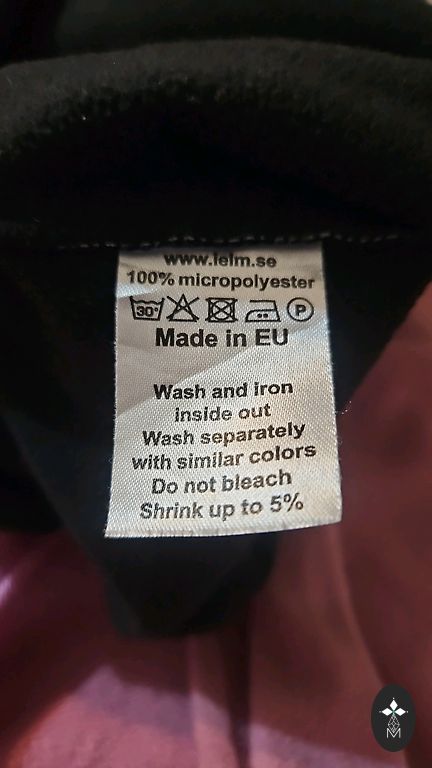 www.lelm.se
100% micropolyester
30° P
Made in EU
Wash and iron
inside out
Wash separately
with similar colors
Do not bleach
Shrink up to 5%
M